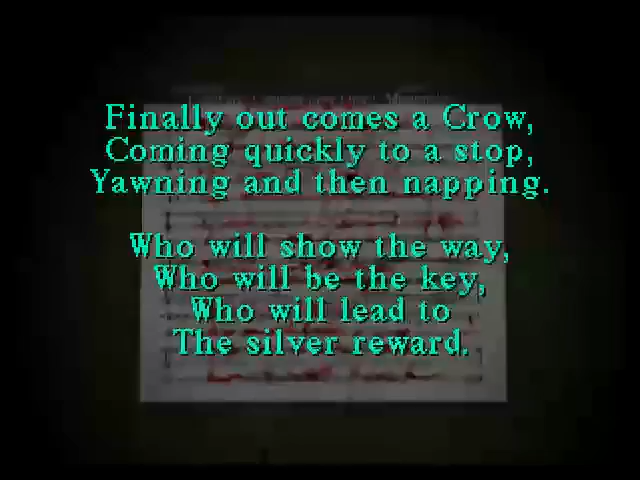 Finally out comes a Crow,
Coming quickly to a stop,
Yawning and then napping.
Who will show the way,
Who will be the key,
Who will lead to
The silver reward.